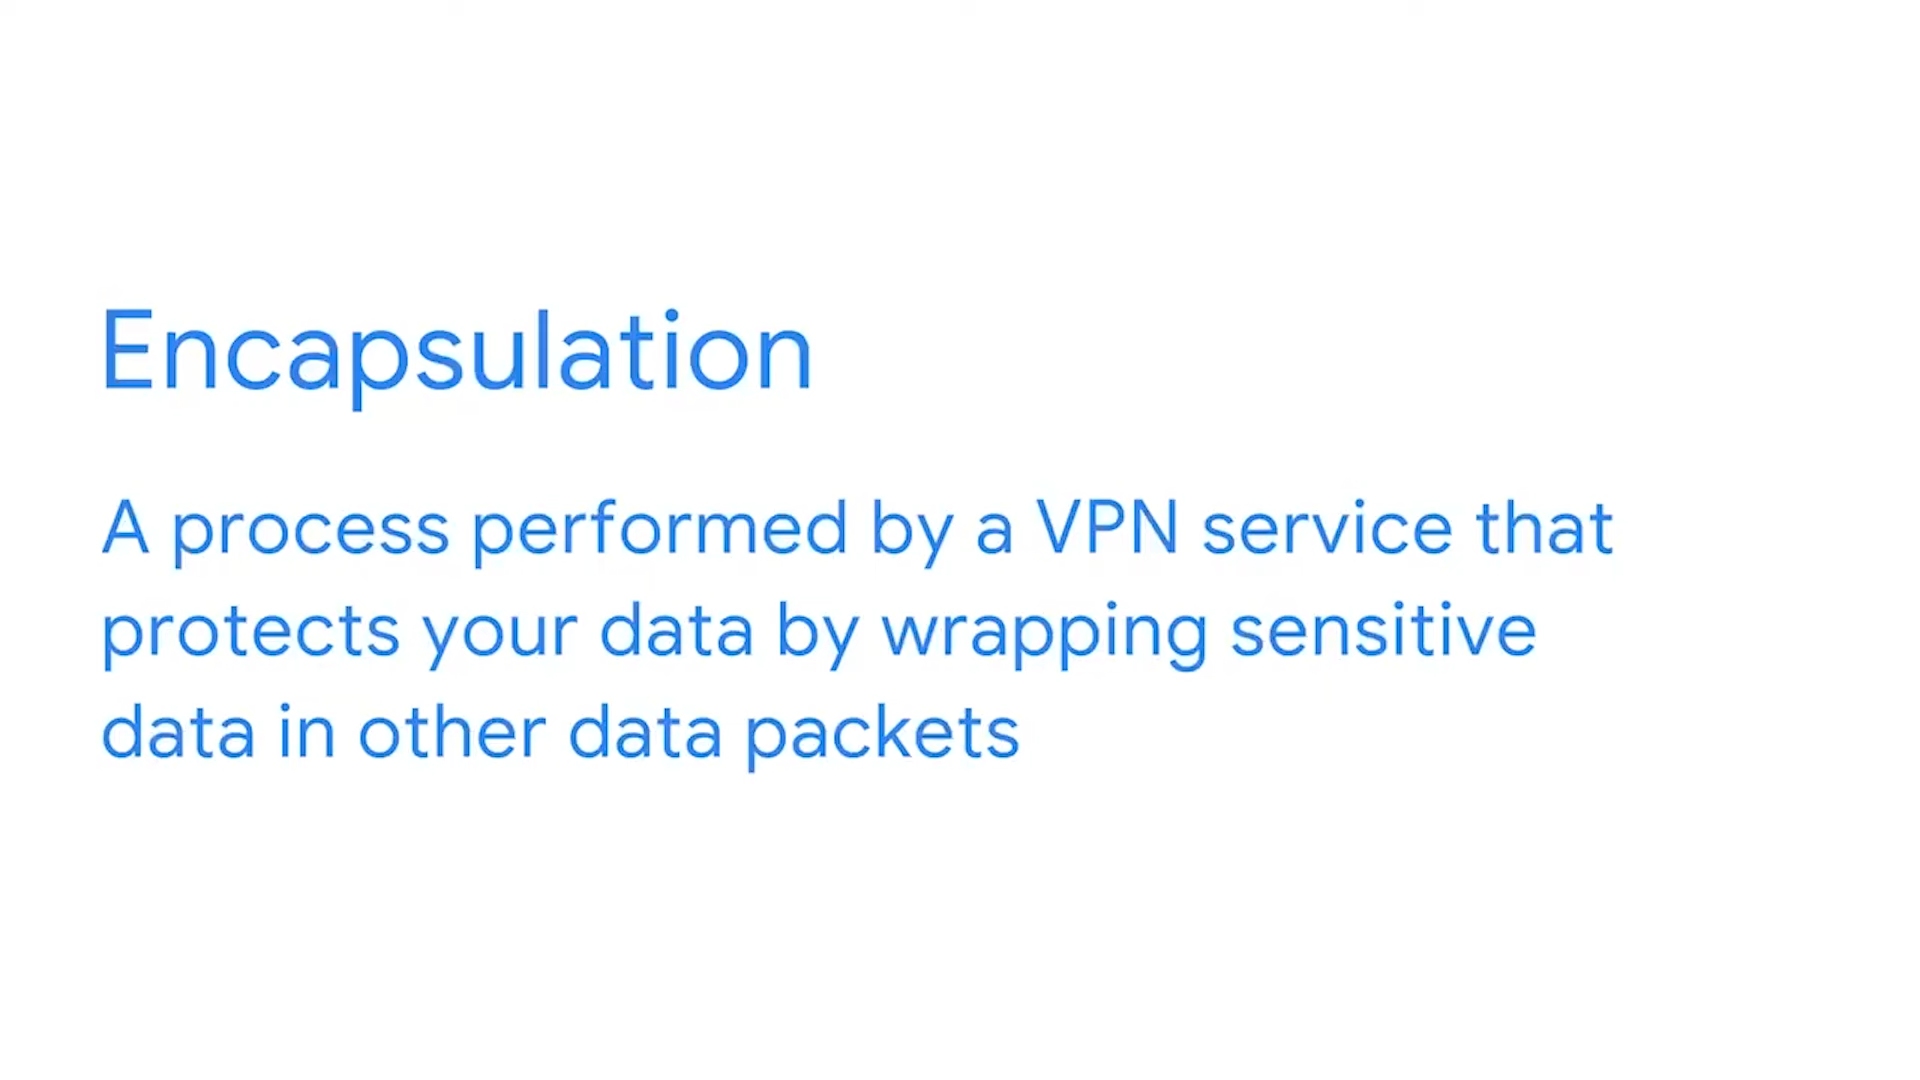 Encapsulation
A process performed by a VPN service that
protects your data by wrapping sensitive
data in other data packets